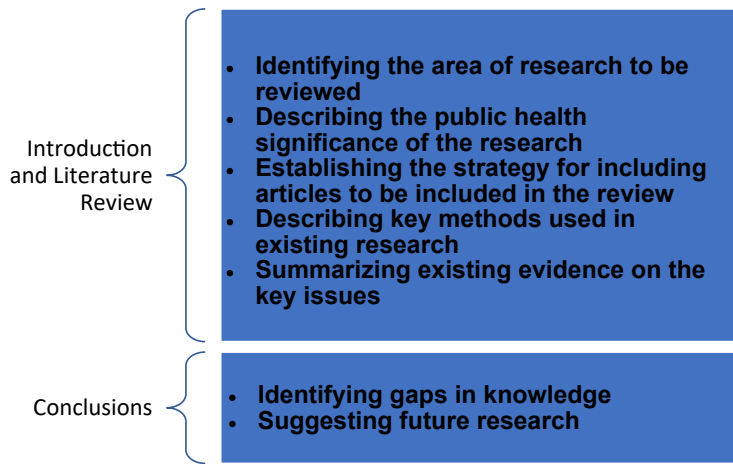 Introduction
and Literature
Review
• Identifying the area of research to be
reviewed
• Describing the public health
significance of the research
• Establishing the strategy for including
articles to be included in the review
• Describing key methods used in
existing research
• Summarizing existing evidence on the
key issues
Conclusions
• Identifying gaps in knowledge
• Suggesting future research